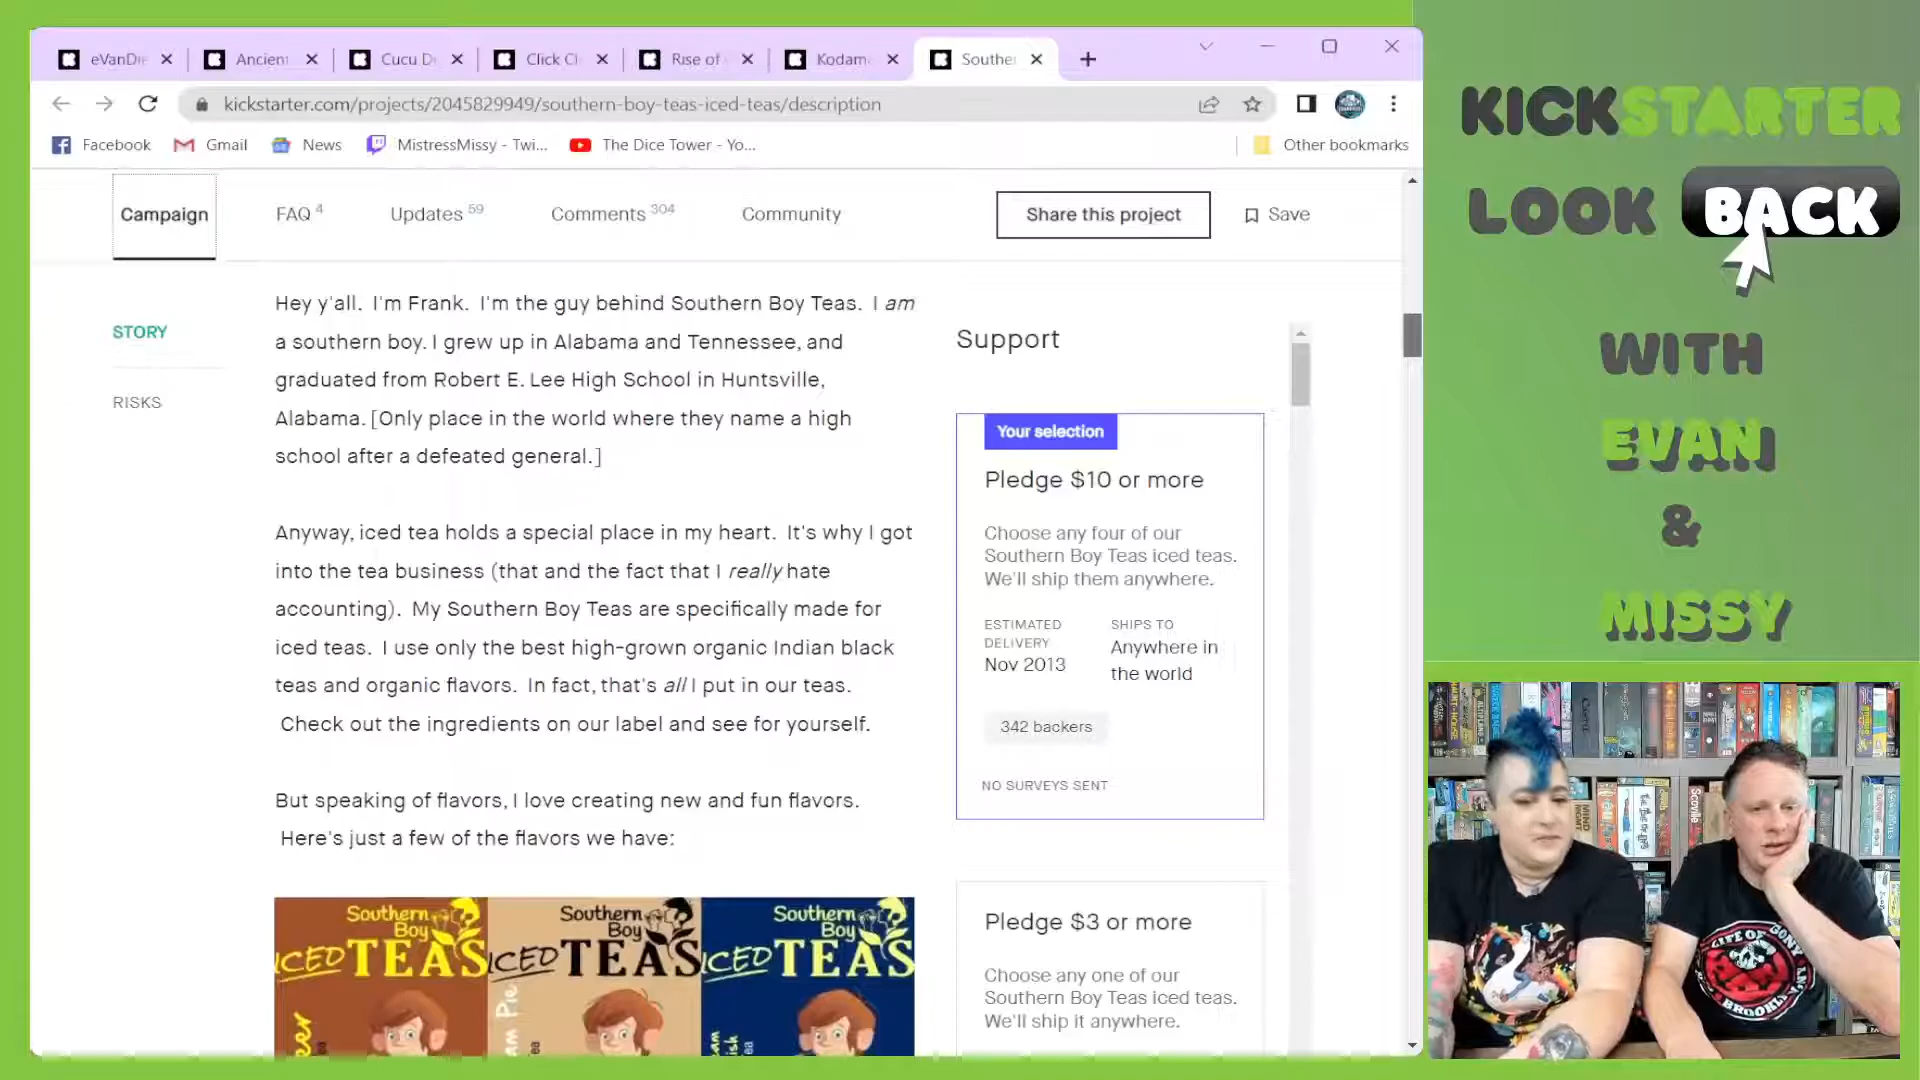 eVanDie
Ancient
Cucu D
Click Cl
Rise of
Kodam
Souther
kickstarter.com/projects/2045829949/southern-boy-teas-iced-teas/description
Facebook
Gmail
News
MistressMissy - Twi...
The Dice Tower - Yo...
Other bookmarks
Campaign
FAQ 4
Updates 59
Comments 304
Community
Share this project
Save
STORY
RISKS
Hey y'all. I'm Frank. I'm the guy behind Southern Boy Teas. I am
a southern boy. I grew up in Alabama and Tennessee, and
graduated from Robert E. Lee High School in Huntsville,
Alabama. [Only place in the world where they name a high
school after a defeated general.]
Anyway, iced tea holds a special place in my heart. It's why I got
into the tea business (that and the fact that I really hate
accounting). My Southern Boy Teas are specifically made for
iced teas. I use only the best high-grown organic Indian black
teas and organic flavors. In fact, that's all I put in our teas.
Check out the ingredients on our label and see for yourself.
But speaking of flavors, I love creating new and fun flavors.
Here's just a few of the flavors we have:
Southern
Boy
ICED TEAS
Southern
Boy
ICED TEAS
am Pie
Southern
Boy
ICED TEAS
Support
Your selection
Pledge $10 or more
Choose any four of our
Southern Boy Teas iced teas.
We'll ship them anywhere.
ESTIMATED
DELIVERY
Nov 2013
SHIPS TO
Anywhere in
the world
342 backers
NO SURVEYS SENT
Pledge $3 or more
Choose any one of our
Southern Boy Teas iced teas.
We'll ship it anywhere.
KICKSTARTER
LOOK BACK
WITH
EVAN
&
MISSY
MIND
MGMT
Scoville
BROOKLYN